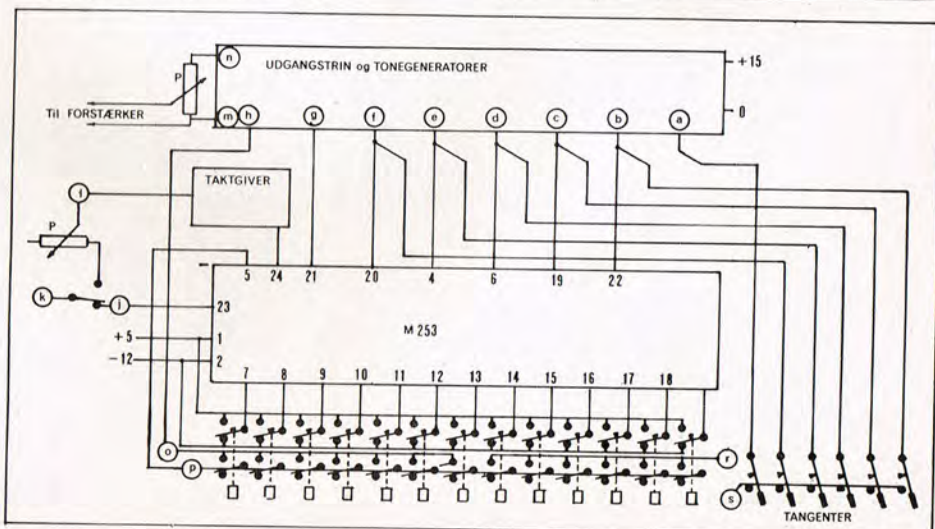 n
UDGANGSTRIN og TONEGENERATORER
+15
P
Til FORSTÆRKER
0
m h g f e d c b a
i
TAKTGIVER
P
5 24 21 20 4 6 19 22
k j 23
M 253
+5 1
-12 2
7 8 9 10 11 12 13 14 15 16 17 18
o r
p
s
TANGENTER